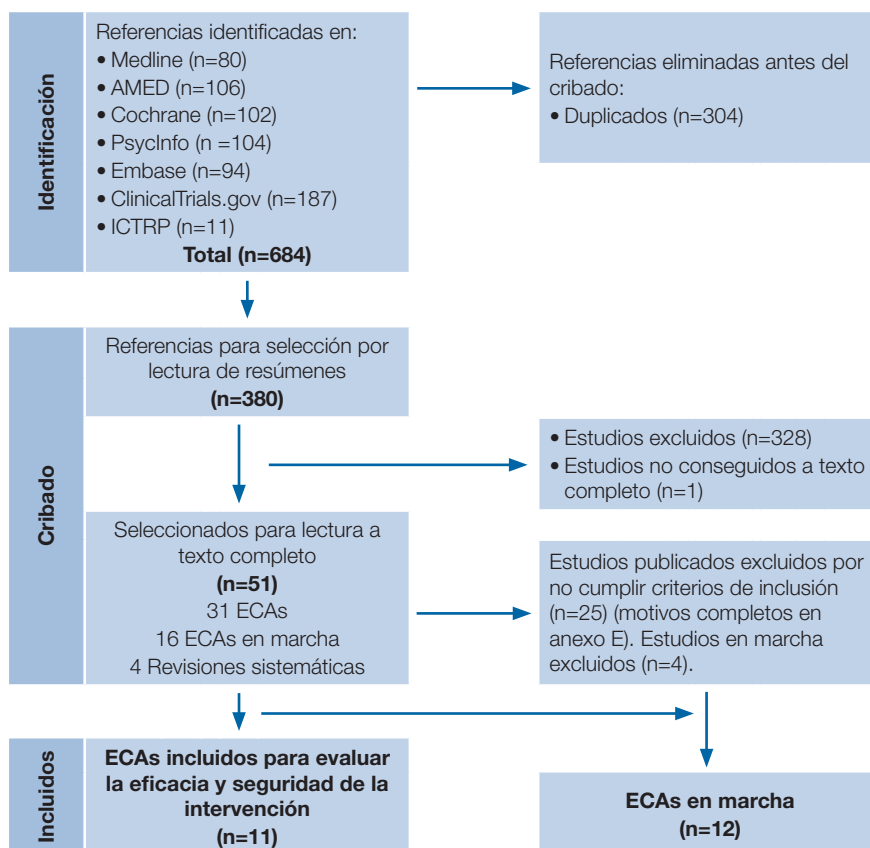 Identificación
Referencias identificadas en:
• Medline (n=80)
• AMED (n=106)
• Cochrane (n=102)
• PsycInfo (n =104)
• Embase (n=94)
• ClinicalTrials.gov (n=187)
• ICTRP (n=11)
Total (n=684)
Referencias eliminadas antes del
cribado:
• Duplicados (n=304)
Cribado
Referencias para selección por
lectura de resúmenes
(n=380)
• Estudios excluidos (n=328)
• Estudios no conseguidos a texto
completo (n=1)
Seleccionados para lectura a
texto completo
(n=51)
31 ECAs
16 ECAs en marcha
4 Revisiones sistemáticas
Estudios publicados excluidos por
no cumplir criterios de inclusión
(n=25) (motivos completos en
anexo E). Estudios en marcha
excluidos (n=4).
Incluidos
ECAs incluidos para evaluar
la eficacia y seguridad de la
intervención
(n=11)
ECAs en marcha
(n=12)